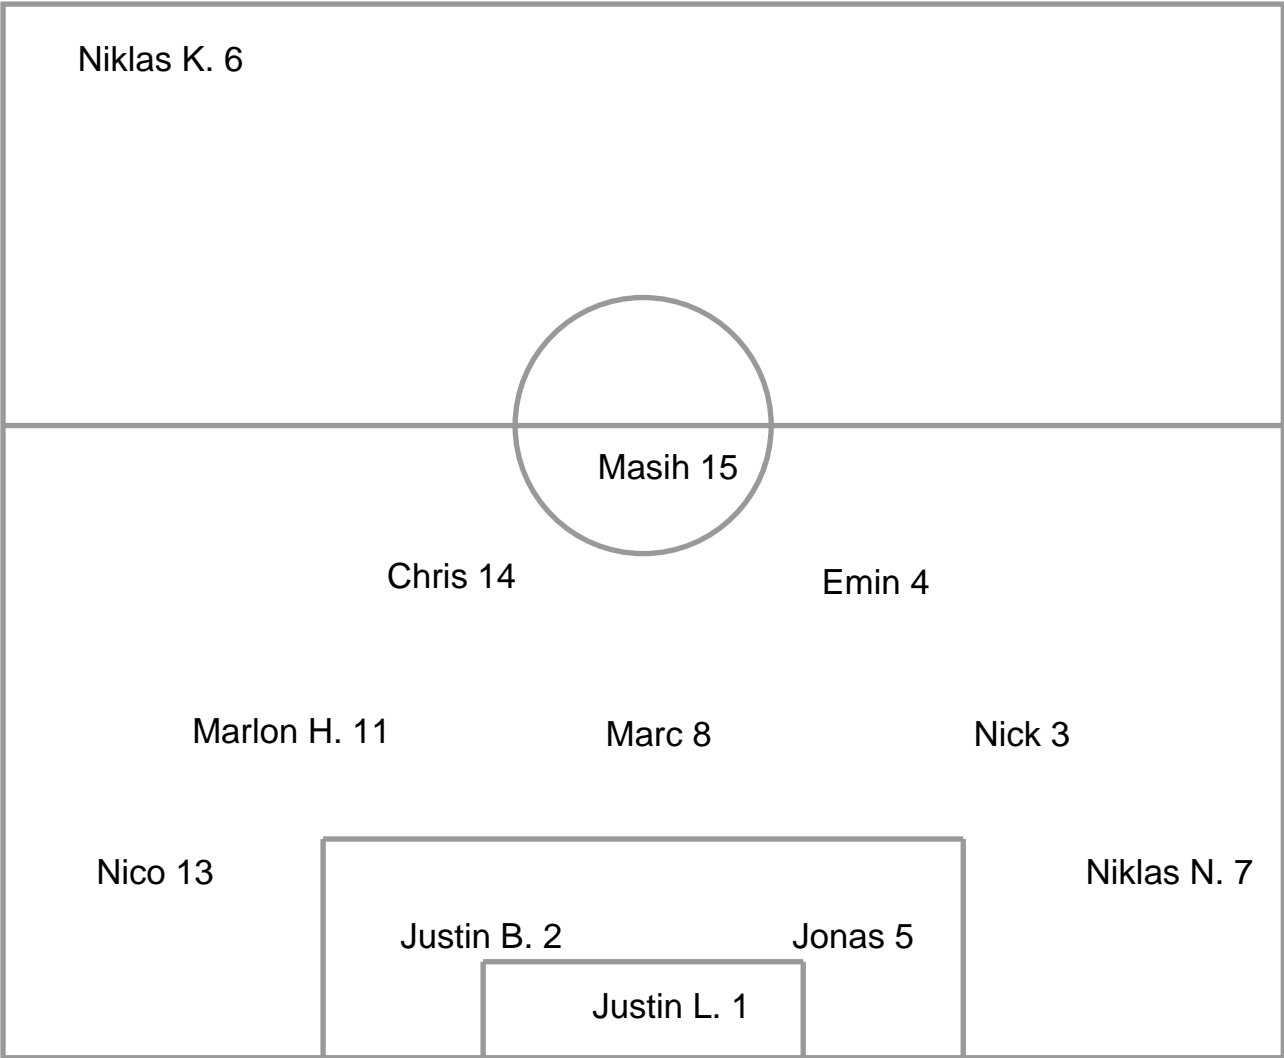 Niklas K. 6
Masih 15
Chris 14
Emin 4
Marlon H. 11
Marc 8
Nick 3
Nico 13
Niklas N. 7
Justin B. 2
Jonas 5
Justin L. 1